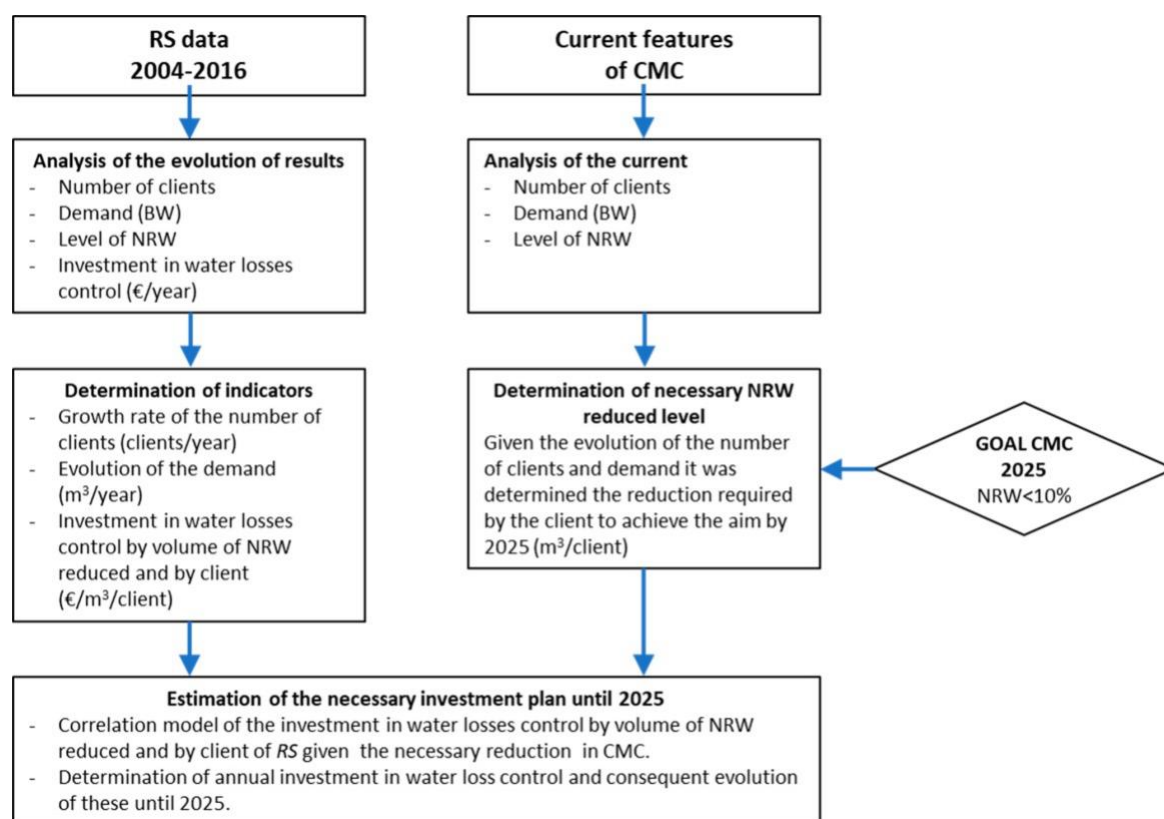 RS data
2004-2016
Current features
of CMC
Analysis of the evolution of results
- Number of clients
- Demand (BW)
- Level of NRW
- Investment in water losses
control (€/year)
Analysis of the current
- Number of clients
- Demand (BW)
- Level of NRW
Determination of indicators
- Growth rate of the number of
clients (clients/year)
- Evolution of the demand
(m³/year)
- Investment in water losses
control by volume of NRW
reduced and by client
(€/m³/client)
Determination of necessary NRW
reduced level
Given the evolution of the number
of clients and demand it was
determined the reduction required
by the client to achieve the aim by
2025 (m³/client)
GOAL CMC
2025
NRW<10%
Estimation of the necessary investment plan until 2025
- Correlation model of the investment in water losses control by volume of NRW
reduced and by client of RS given the necessary reduction in CMC.
- Determination of annual investment in water loss control and consequent evolution
of these until 2025.